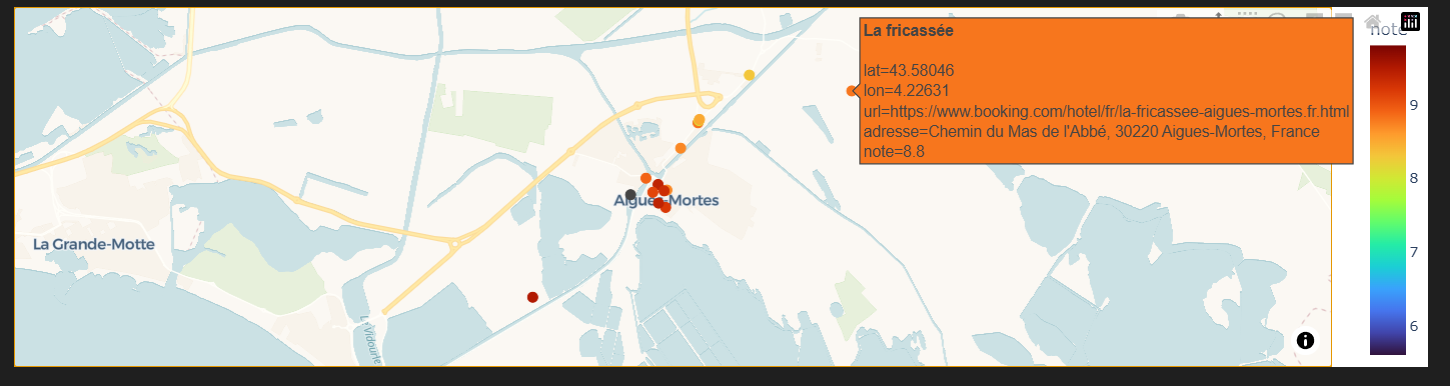 La fricassée
lat=43.58046
lon=4.22631
url=https://www.booking.com/hotel/fr/la-fricassee-aigues-mortes.fr.html
adresse=Chemin du Mas de l'Abbé, 30220 Aigues-Mortes, France
note=8.8
note
9
8
7
6
Aigues-Mortes
La Grande-Motte
Le Vidourle
i